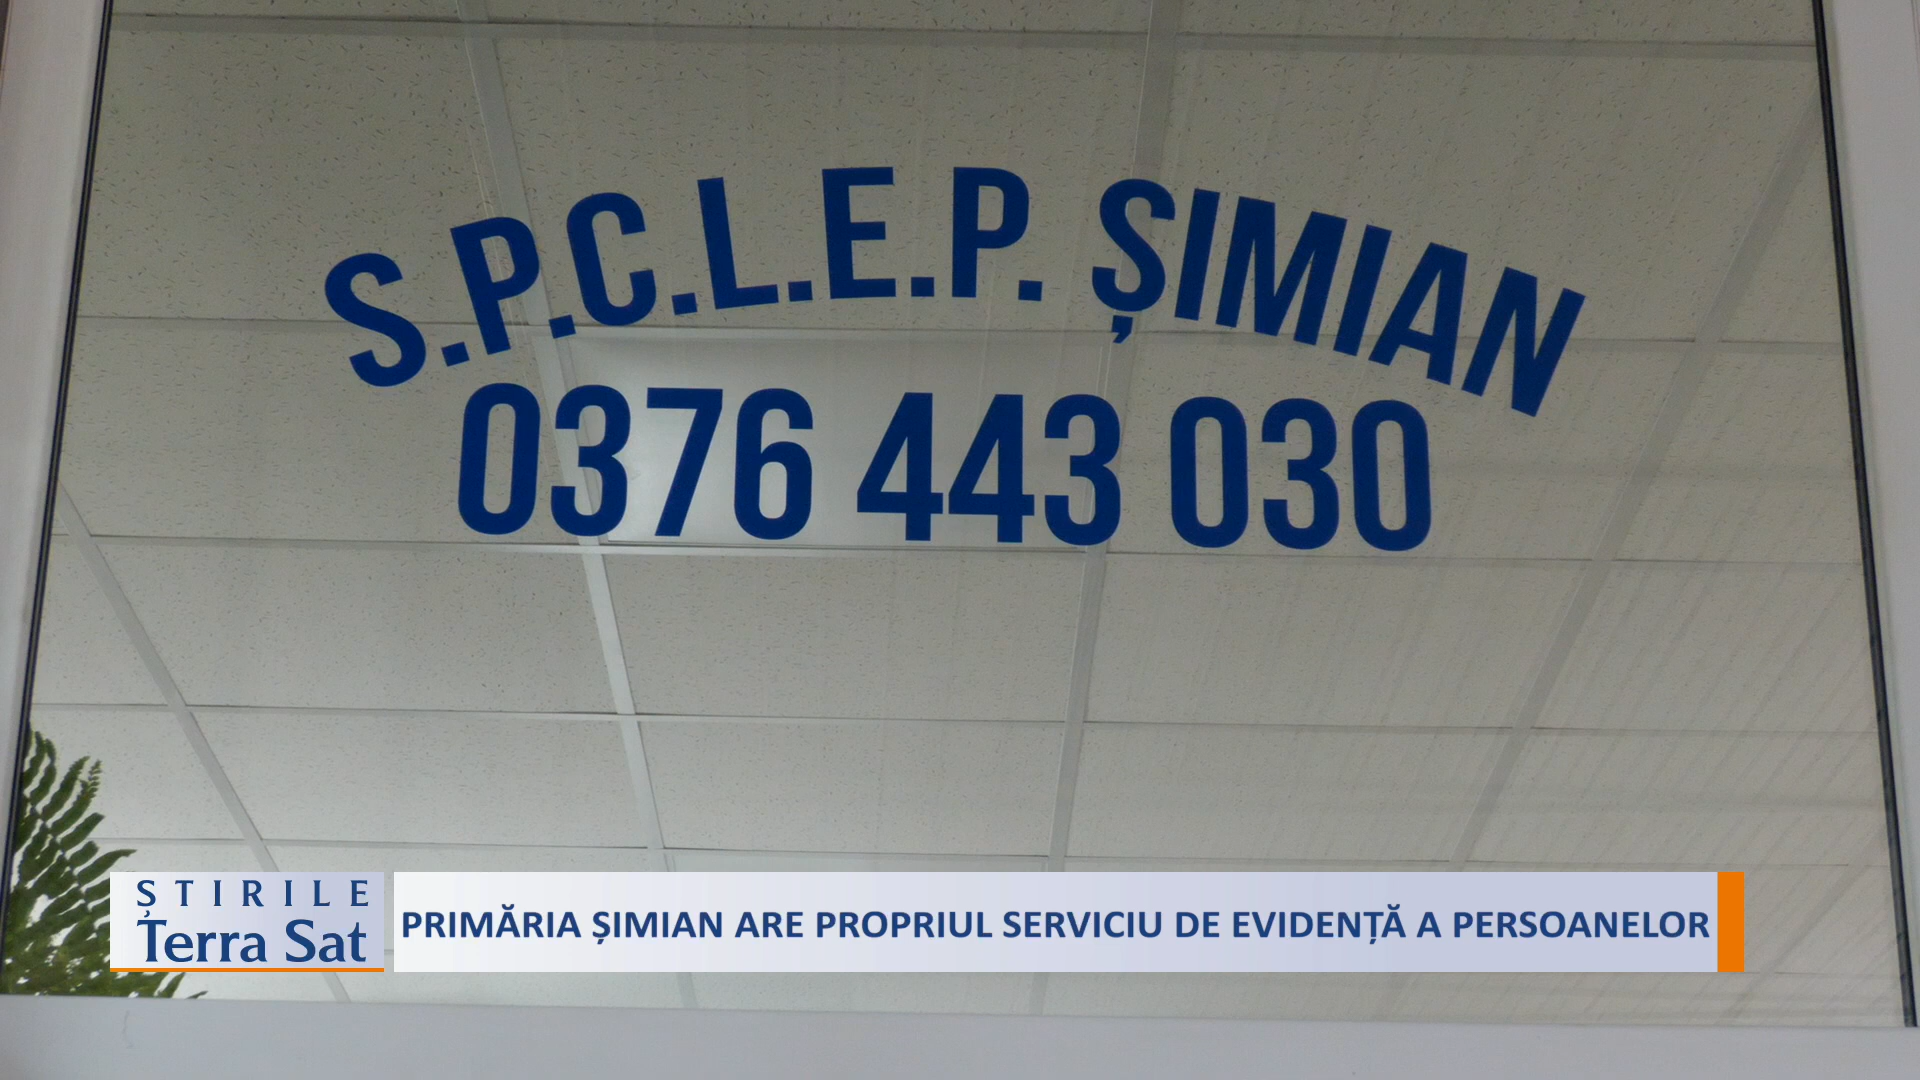 S.P.C.L.E.P. ȘIMIAN
0376 443 030
ȘTIRILE
Terra Sat
PRIMĂRIA ȘIMIAN ARE PROPRIUL SERVICIU DE EVIDENȚĂ A PERSOANELOR